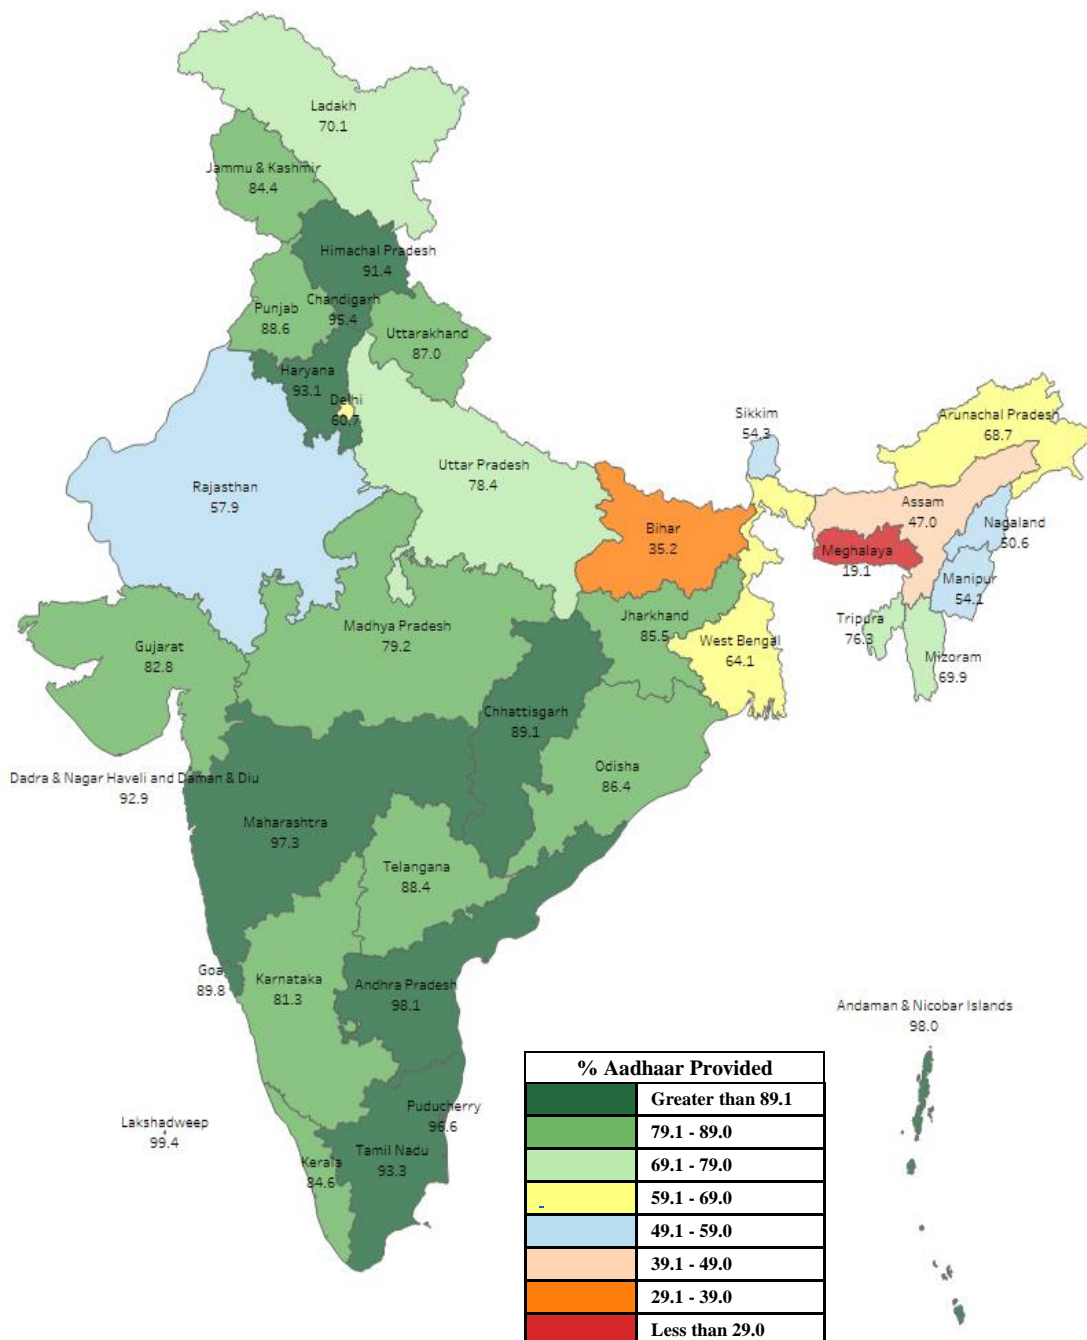 Ladakh
70.1
Jammu & Kashmir
84.4
Himachal Pradesh
91.4
Chandigarh
95.4
Punjab
88.6
Uttarakhand
87.0
Haryana
93.1
Delhi
60.7
Sikkim
54.3
Arunachal Pradesh
68.7
Uttar Pradesh
78.4
Rajasthan
57.9
Bihar
35.2
Assam
47.0
Nagaland
50.6
Meghalaya
19.1
Manipur
54.1
Tripura
76.3
Mizoram
69.9
Jharkhand
85.5
West Bengal
64.1
Madhya Pradesh
79.2
Gujarat
82.8
Chhattisgarh
89.1
Odisha
86.4
Dadra & Nagar Haveli and Daman & Diu
92.9
Maharashtra
97.3
Telangana
88.4
Goa
89.8
Karnataka
81.3
Andhra Pradesh
98.1
Andaman & Nicobar Islands
98.0
Puducherry
96.6
Lakshadweep
99.4
Tamil Nadu
93.3
Kerala
84.6
% Aadhaar Provided
Greater than 89.1
79.1 - 89.0
69.1 - 79.0
59.1 - 69.0
49.1 - 59.0
39.1 - 49.0
29.1 - 39.0
Less than 29.0